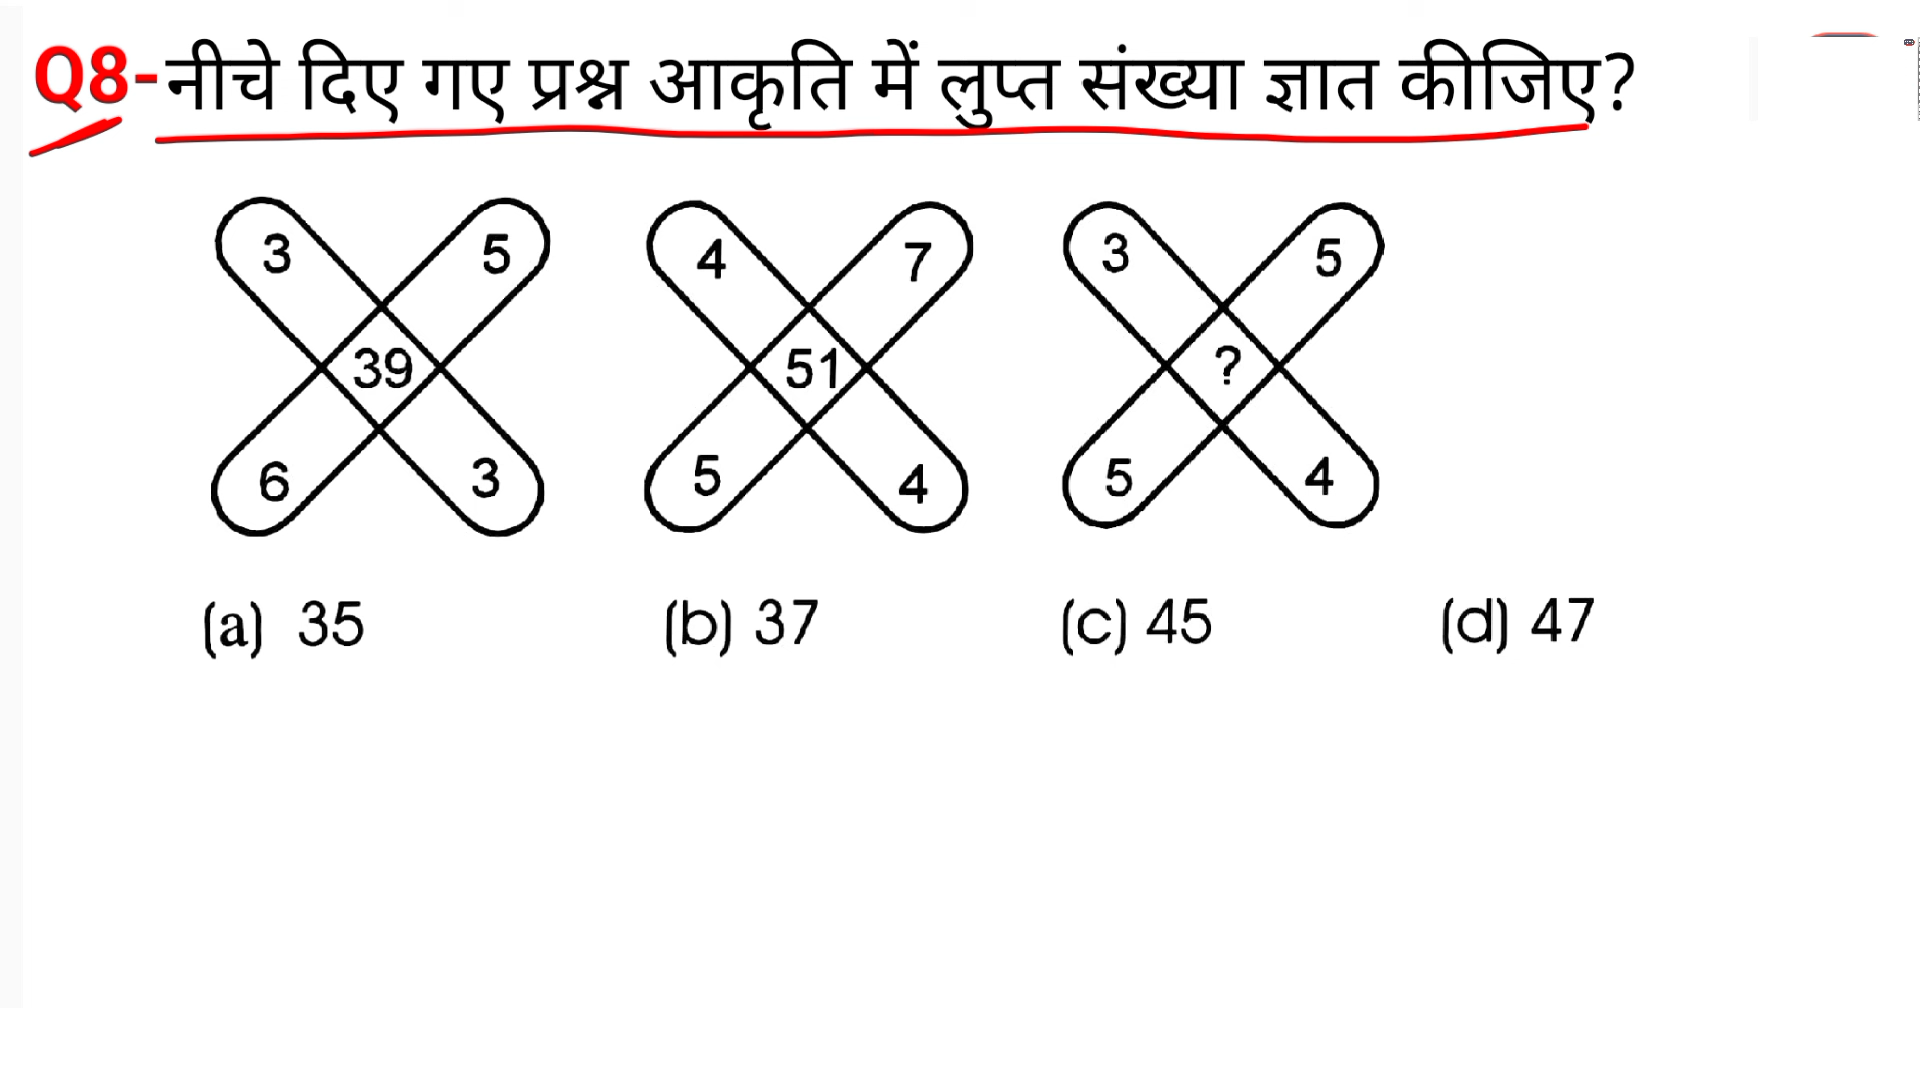 Q8-नीचे दिए गए प्रश्न आकृति में लुप्त संख्या ज्ञात कीजिए?
3 5 4 7 3 5
39 51 ?
6 3 5 4 5 4
(a) 35 (b) 37 (c) 45 (d) 47